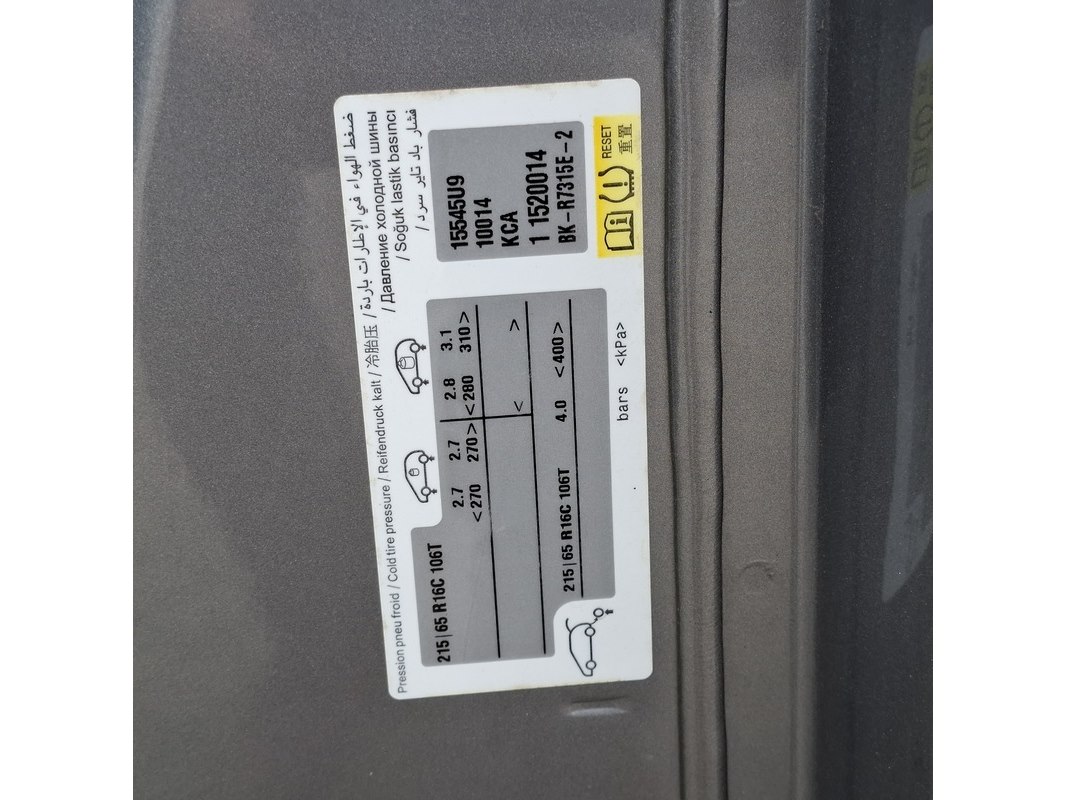 Pression pneu froid / Cold tire pressure / Reifendruck kalt / 冷胎压 / ضغط الهواء في الإطارات باردة
/ Давление холодной шины
/ Soğuk lastik basıncı
/ فشار باد تایر سرد
215|65 R16C 106T
2.7 2.7 2.8 3.1
<270 270> <280 310>
< >
215|65 R16C 106T 4.0 <400>
bars <kPa>
15545U9
10014
KCA
1 1520014
BK-R7315E-2
RESET
重置